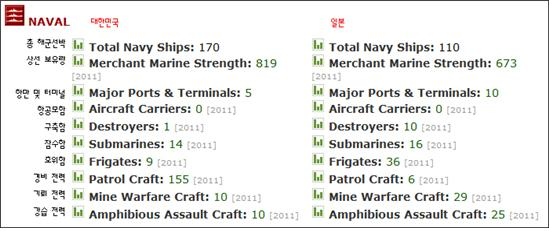 NAVAL 대한민국 일본
총 해군선박 Total Navy Ships: 170 Total Navy Ships: 110
상선 보유량 Merchant Marine Strength: 819 [2011] Merchant Marine Strength: 673 [2011]
항만 및 터미널 Major Ports & Terminals: 5 Major Ports & Terminals: 10
항공모함 Aircraft Carriers: 0 [2011] Aircraft Carriers: 0 [2011]
구축함 Destroyers: 1 [2011] Destroyers: 10 [2011]
잠수함 Submarines: 14 [2011] Submarines: 16 [2011]
호위함 Frigates: 9 [2011] Frigates: 36 [2011]
경비 전력 Patrol Craft: 155 [2011] Patrol Craft: 6 [2011]
기뢰 전력 Mine Warfare Craft: 10 [2011] Mine Warfare Craft: 29 [2011]
강습 전력 Amphibious Assault Craft: 10 [2011] Amphibious Assault Craft: 25 [2011]